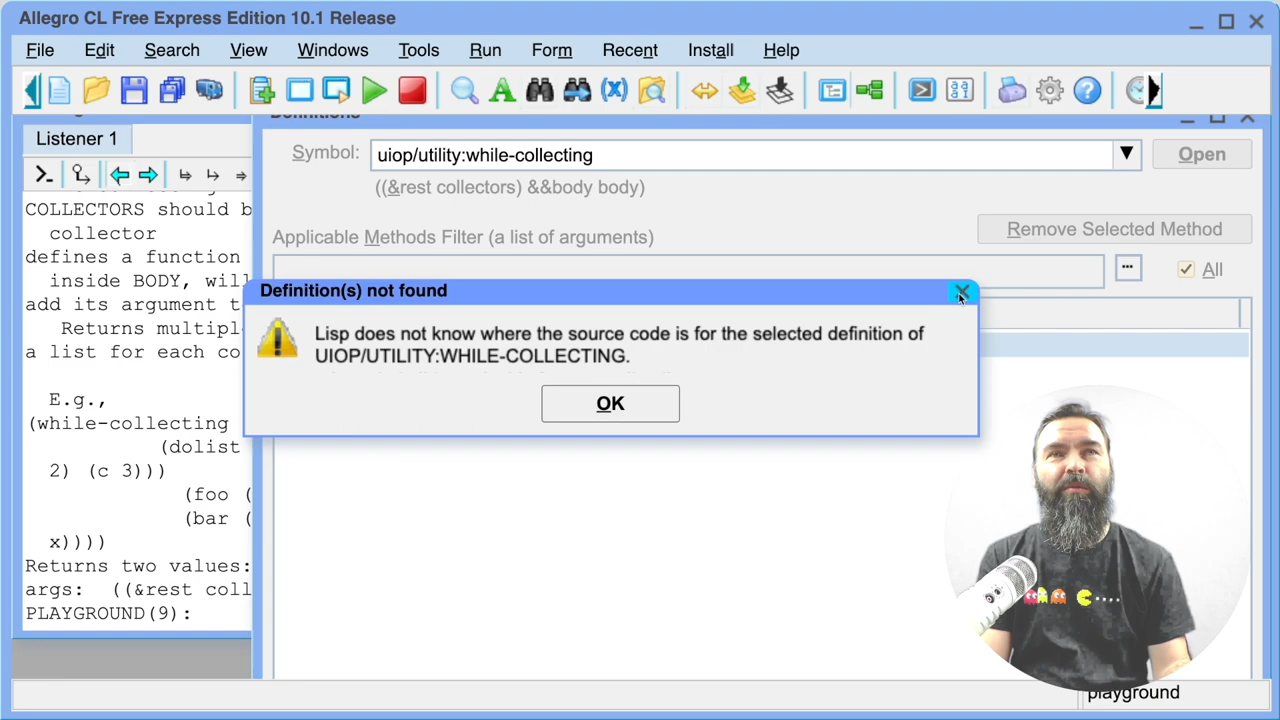 Allegro CL Free Express Edition 10.1 Release
File Edit Search View Windows Tools Run Form Recent Install Help
Definitions
Listener 1
Symbol: uiop/utility:while-collecting Open
((&rest collectors) &&body body)
Applicable Methods Filter (a list of arguments) Remove Selected Method
... All
COLLECTORS should b
collector
defines a function
inside BODY, will
add its argument t
Returns multipl
a list for each co
E.g.,
(while-collecting
(dolist
2) (c 3)))
(foo (
(bar (
x))))
Returns two values:
args: ((&rest coll
PLAYGROUND(9):
Definition(s) not found
Lisp does not know where the source code is for the selected definition of
UIOP/UTILITY:WHILE-COLLECTING.
OK
playground